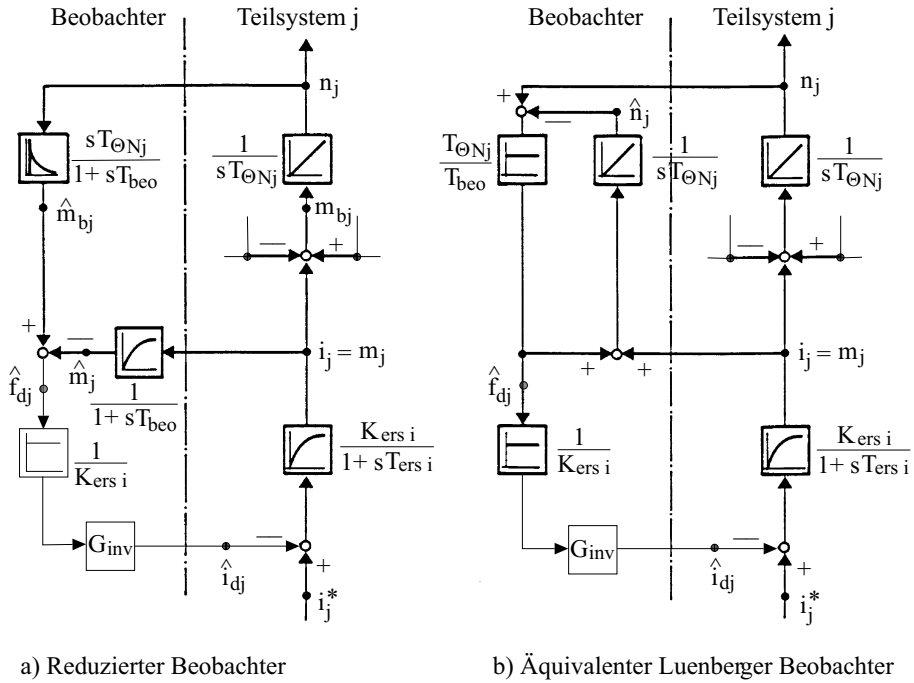 Beobachter
Teilsystem j
n_j
+
sT_ΘNj
1+ sT_beo
1
sT_ΘNj
m̂_bj
m_bj
—
+
+
—
m̂_j
i_j = m_j
f̂_dj
1
1+ sT_beo
1
K_ers i
K_ers i
1+ sT_ers i
G_inv
—
î_dj
+
i_j*
a) Reduzierter Beobachter
Beobachter
Teilsystem j
n_j
+
—
n̂_j
T_ΘNj
T_beo
1
sT_ΘNj
1
sT_ΘNj
—
+
i_j = m_j
+
+
f̂_dj
1
K_ers i
K_ers i
1+ sT_ers i
G_inv
—
î_dj
+
i_j*
b) Äquivalenter Luenberger Beobachter